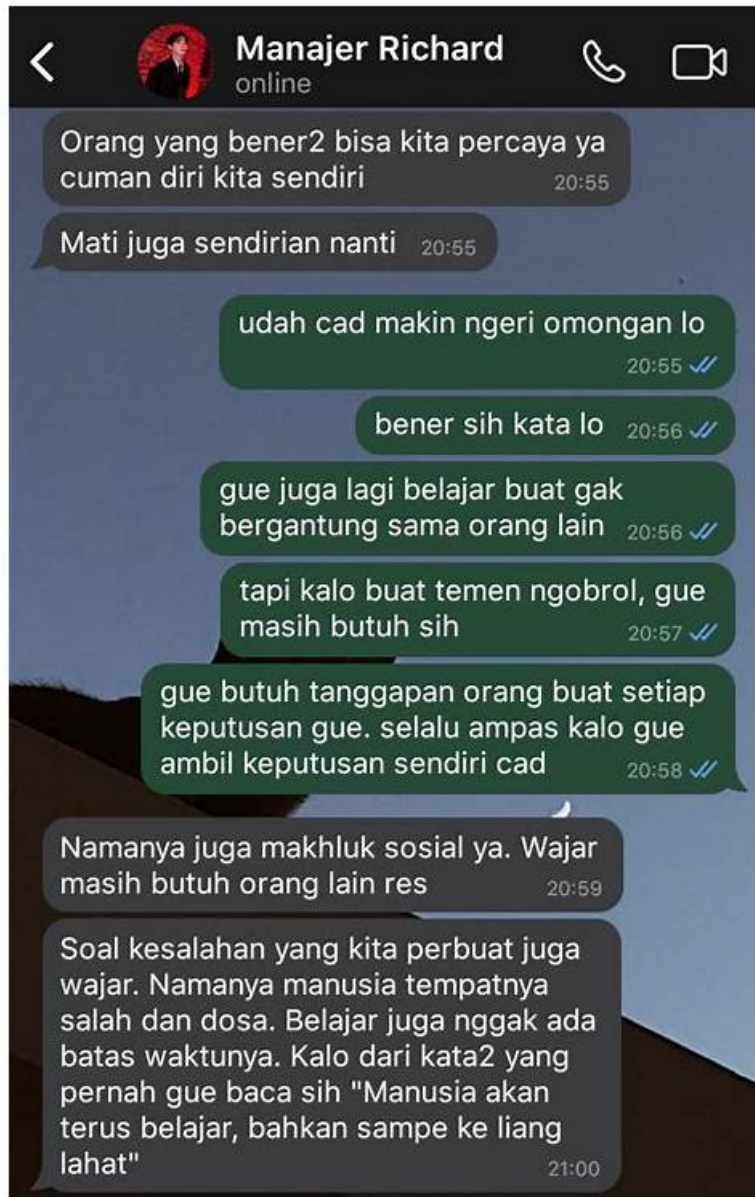 Manajer Richard
online
Orang yang bener2 bisa kita percaya ya
cuman diri kita sendiri 20:55
Mati juga sendirian nanti 20:55
udah cad makin ngeri omongan lo
20:55
bener sih kata lo 20:56
gue juga lagi belajar buat gak
bergantung sama orang lain 20:56
tapi kalo buat temen ngobrol, gue
masih butuh sih 20:57
gue butuh tanggapan orang buat setiap
keputusan gue. selalu ampas kalo gue
ambil keputusan sendiri cad 20:58
Namanya juga makhluk sosial ya. Wajar
masih butuh orang lain res 20:59
Soal kesalahan yang kita perbuat juga
wajar. Namanya manusia tempatnya
salah dan dosa. Belajar juga nggak ada
batas waktunya. Kalo dari kata2 yang
pernah gue baca sih "Manusia akan
terus belajar, bahkan sampe ke liang
lahat" 21:00